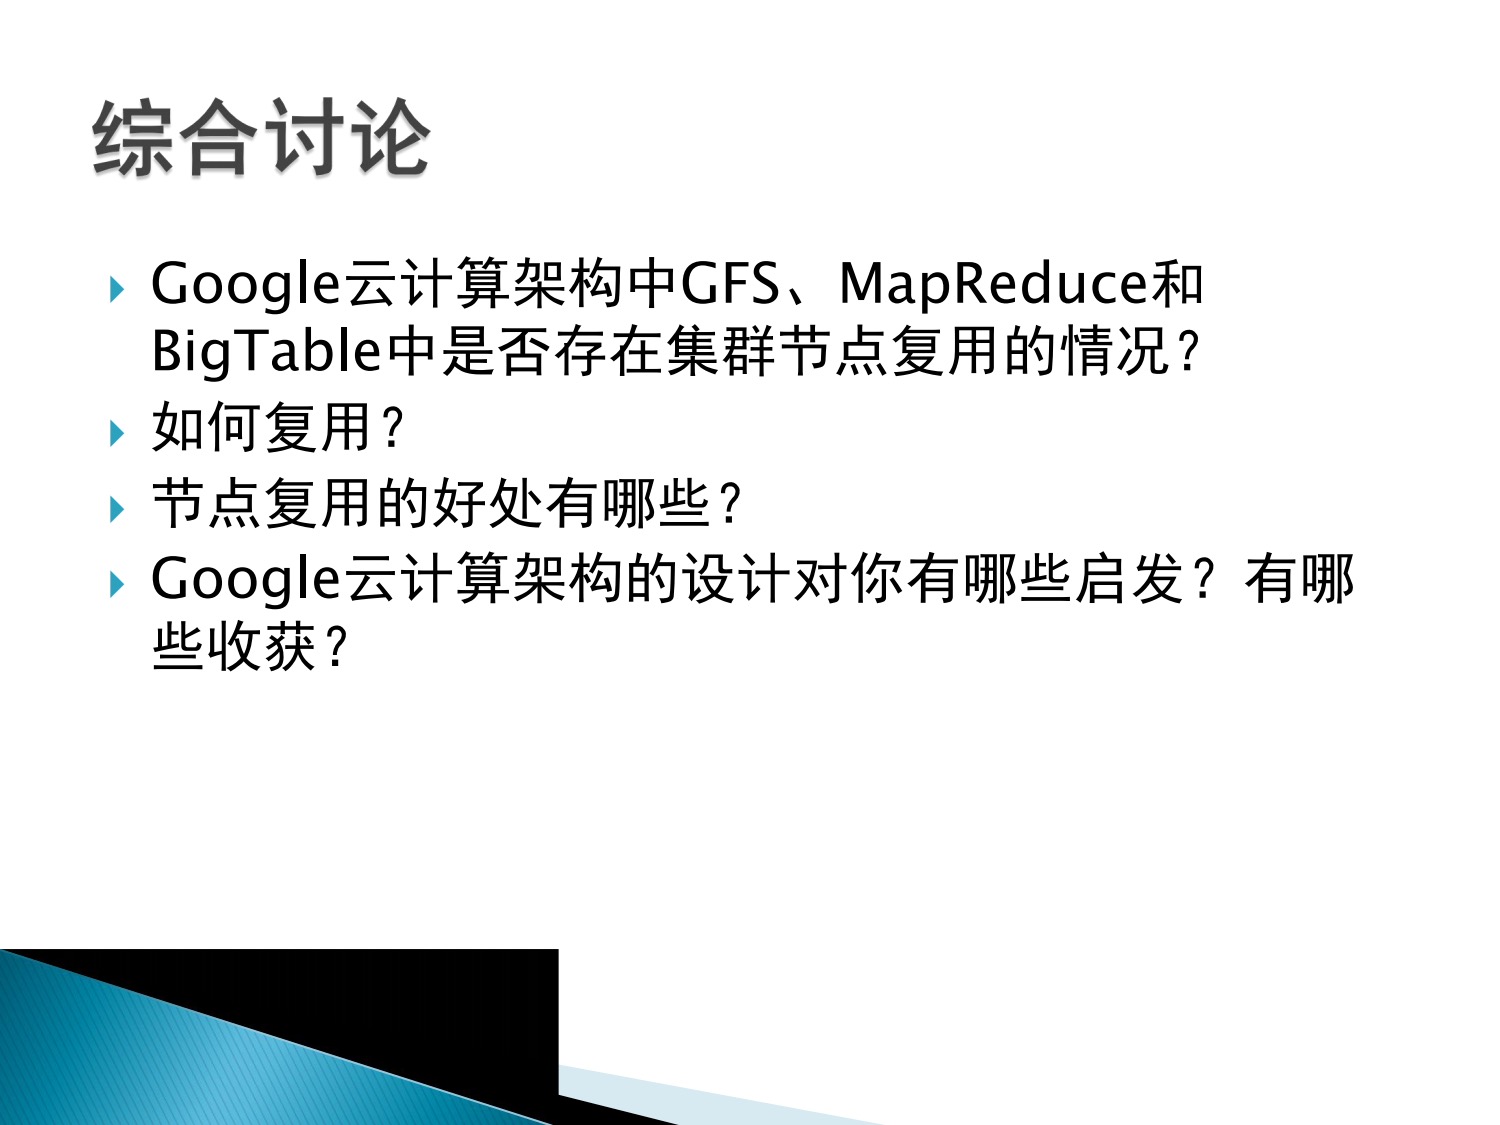 综合讨论
Google云计算架构中GFS、MapReduce和
BigTable中是否存在集群节点复用的情况？
如何复用？
节点复用的好处有哪些？
Google云计算架构的设计对你有哪些启发？有哪
些收获？